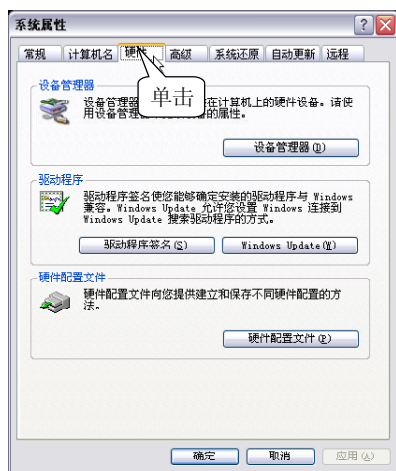 系统属性
常规 计算机名 硬件 高级 系统还原 自动更新 远程
单击
设备管理器
设备管理器 在计算机上的硬件设备。请使
用设备管理 的属性。
设备管理器(D)
驱动程序
驱动程序签名使您能够确定安装的驱动程序与 Windows
兼容。Windows Update 允许您设置 Windows 连接到
Windows Update 搜索驱动程序的方式。
驱动程序签名(S) Windows Update(W)
硬件配置文件
硬件配置文件向您提供建立和保存不同硬件配置的方
法。
硬件配置文件(P)
确定 取消 应用(A)